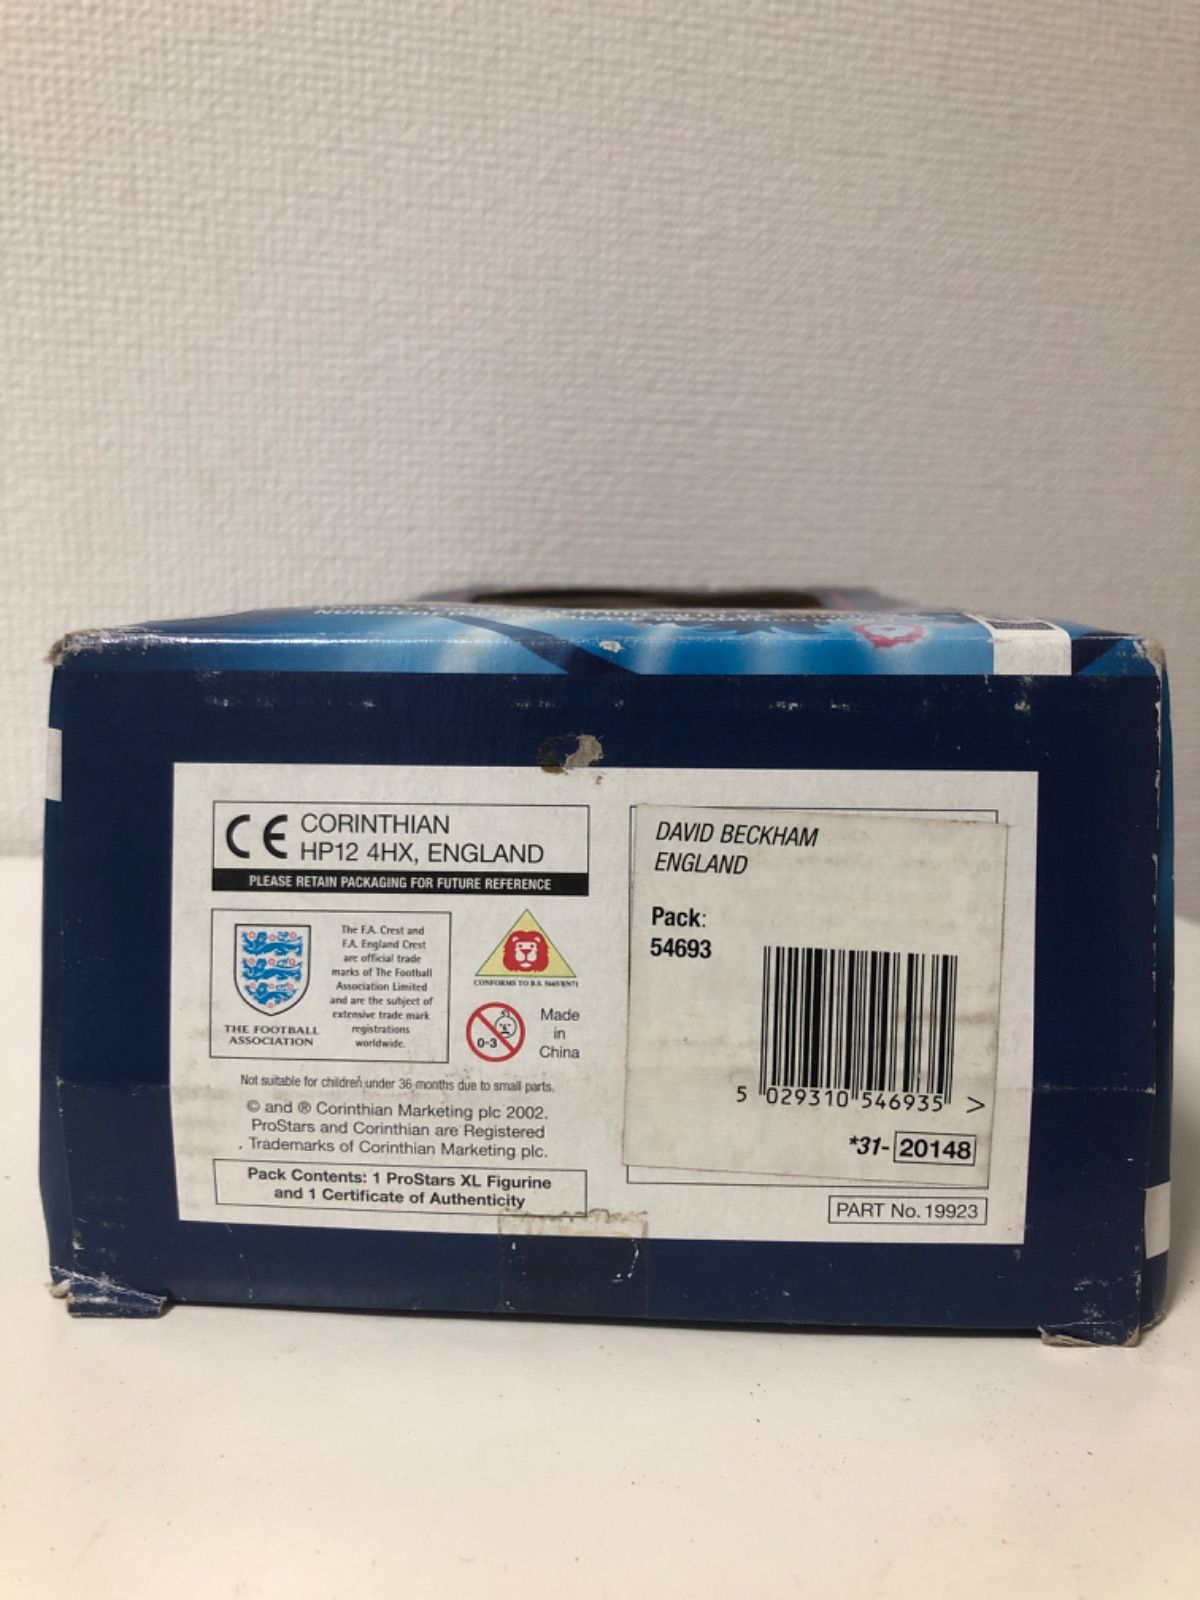 CE CORINTHIAN
HP12 4HX, ENGLAND
PLEASE RETAIN PACKAGING FOR FUTURE REFERENCE
The F.A. Crest and
F.A. England Crest
are official trade
marks of The Football
Association Limited
and are the subject of
extensive trade mark
registrations
worldwide.
THE FOOTBALL
ASSOCIATION
CONFORMS TO B.S. 5665/EN71
0-3
Made
in
China
Not suitable for children under 36 months due to small parts.
© and ® Corinthian Marketing plc 2002.
ProStars and Corinthian are Registered
Trademarks of Corinthian Marketing plc.
Pack Contents: 1 ProStars XL Figurine
and 1 Certificate of Authenticity
DAVID BECKHAM
ENGLAND
Pack:
54693
5 029310 546935 >
*31-20148
PART No. 19923